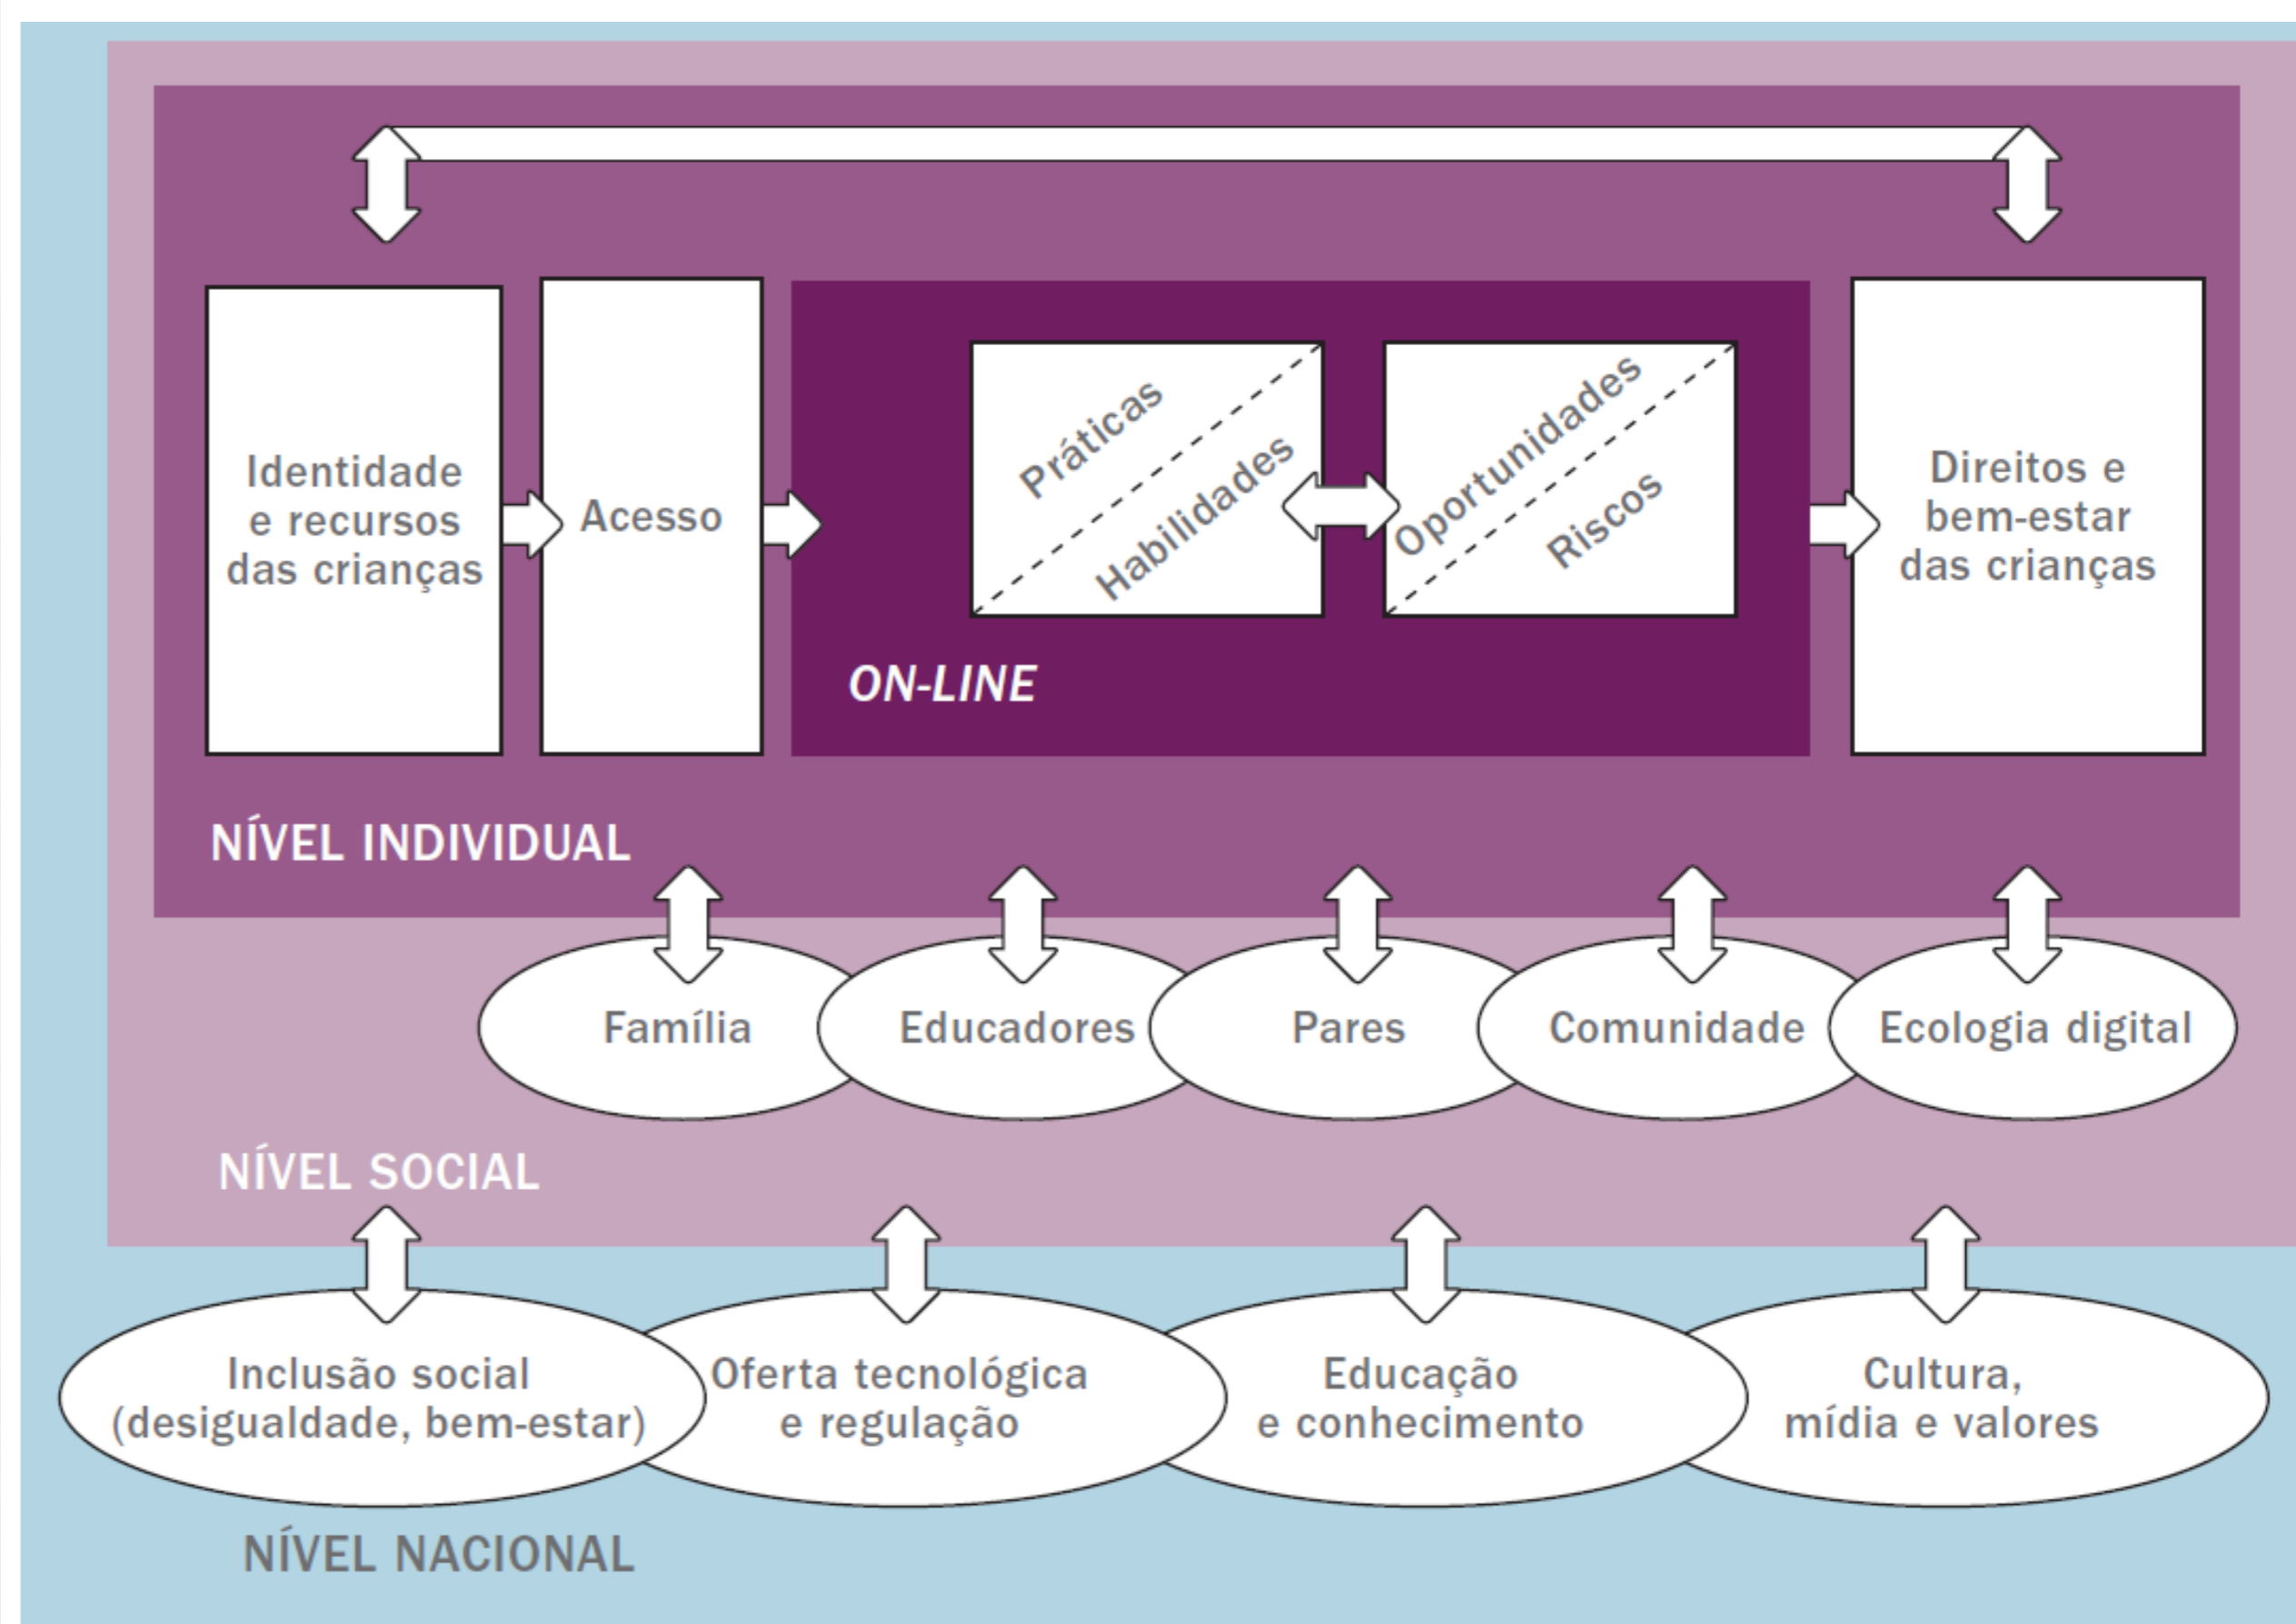 Identidade
e recursos
das crianças
Acesso
Práticas
Habilidades
Oportunidades
Riscos
ON-LINE
Direitos e
bem-estar
das crianças
NÍVEL INDIVIDUAL
Família
Educadores
Pares
Comunidade
Ecologia digital
NÍVEL SOCIAL
Inclusão social
(desigualdade, bem-estar)
Oferta tecnológica
e regulação
Educação
e conhecimento
Cultura,
mídia e valores
NÍVEL NACIONAL